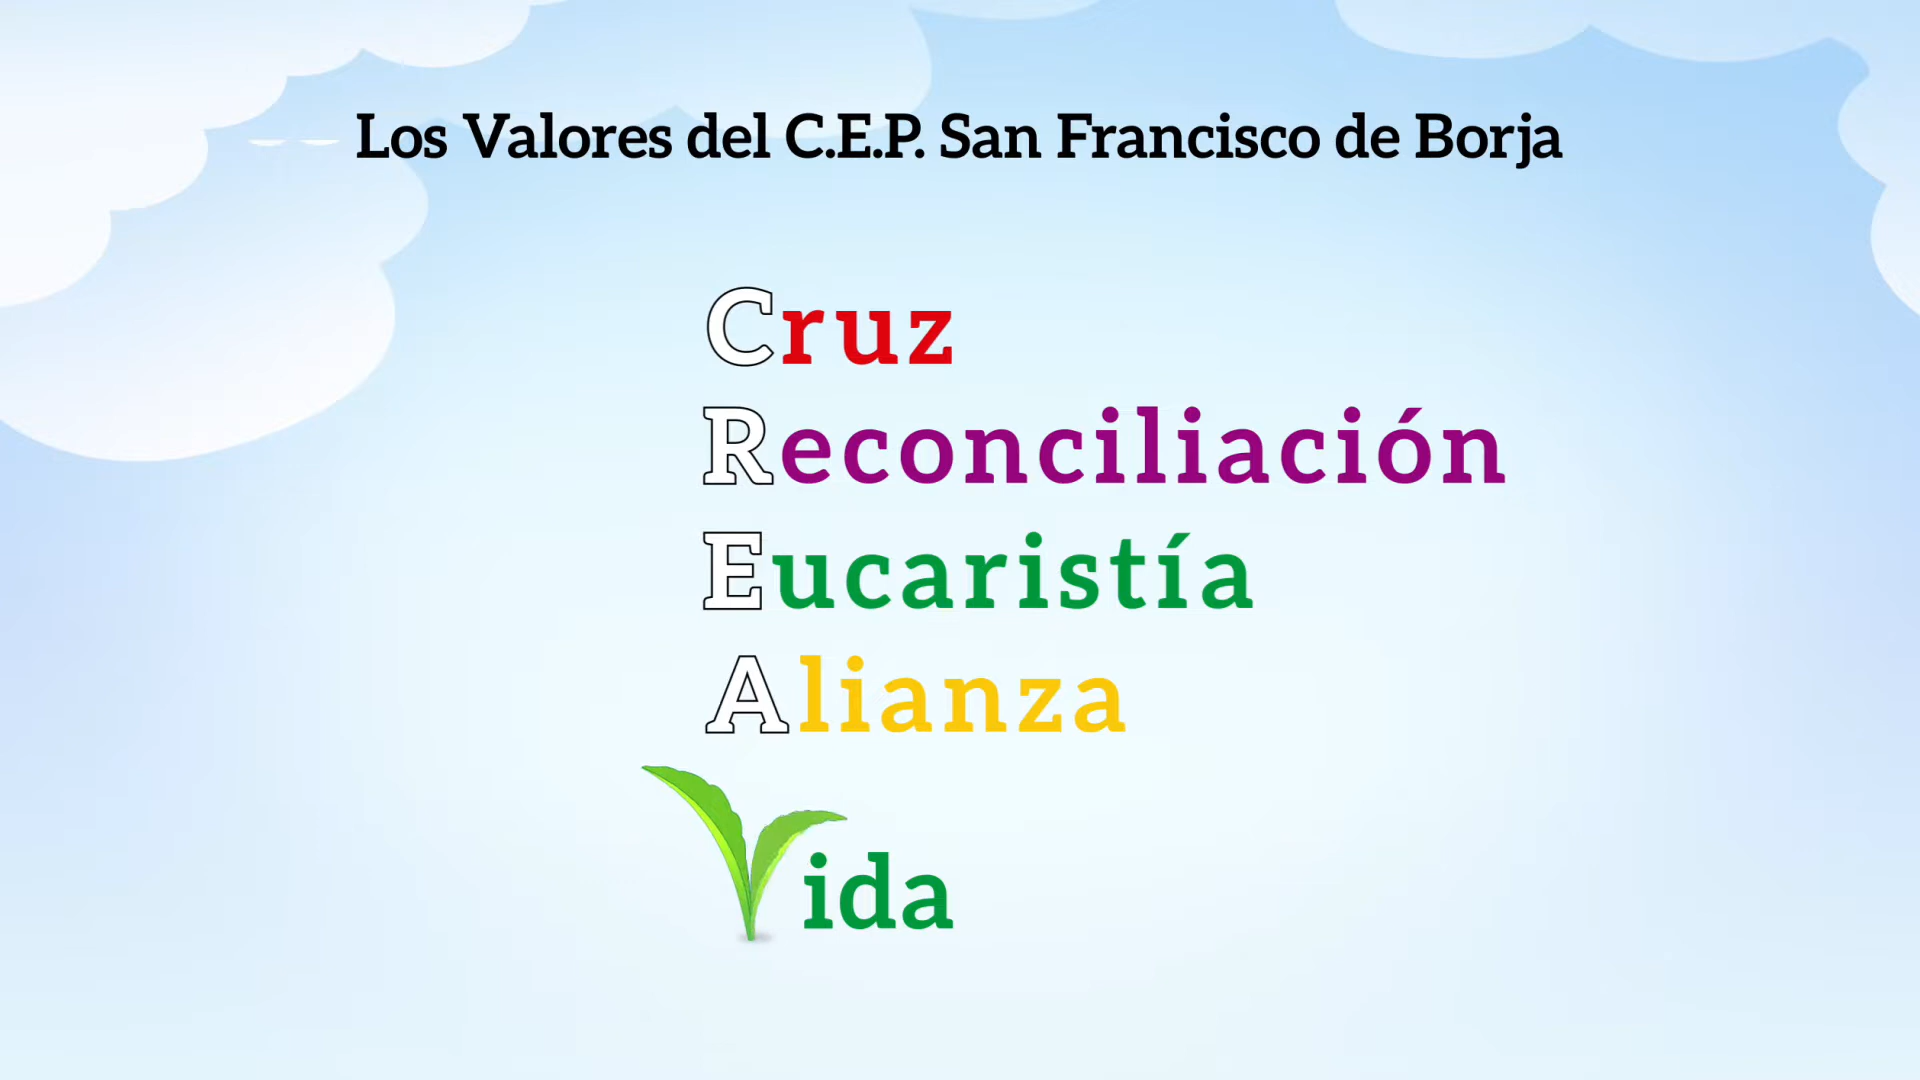 Los Valores del C.E.P. San Francisco de Borja
Cruz
Reconciliación
Eucaristía
Alianza
Vida